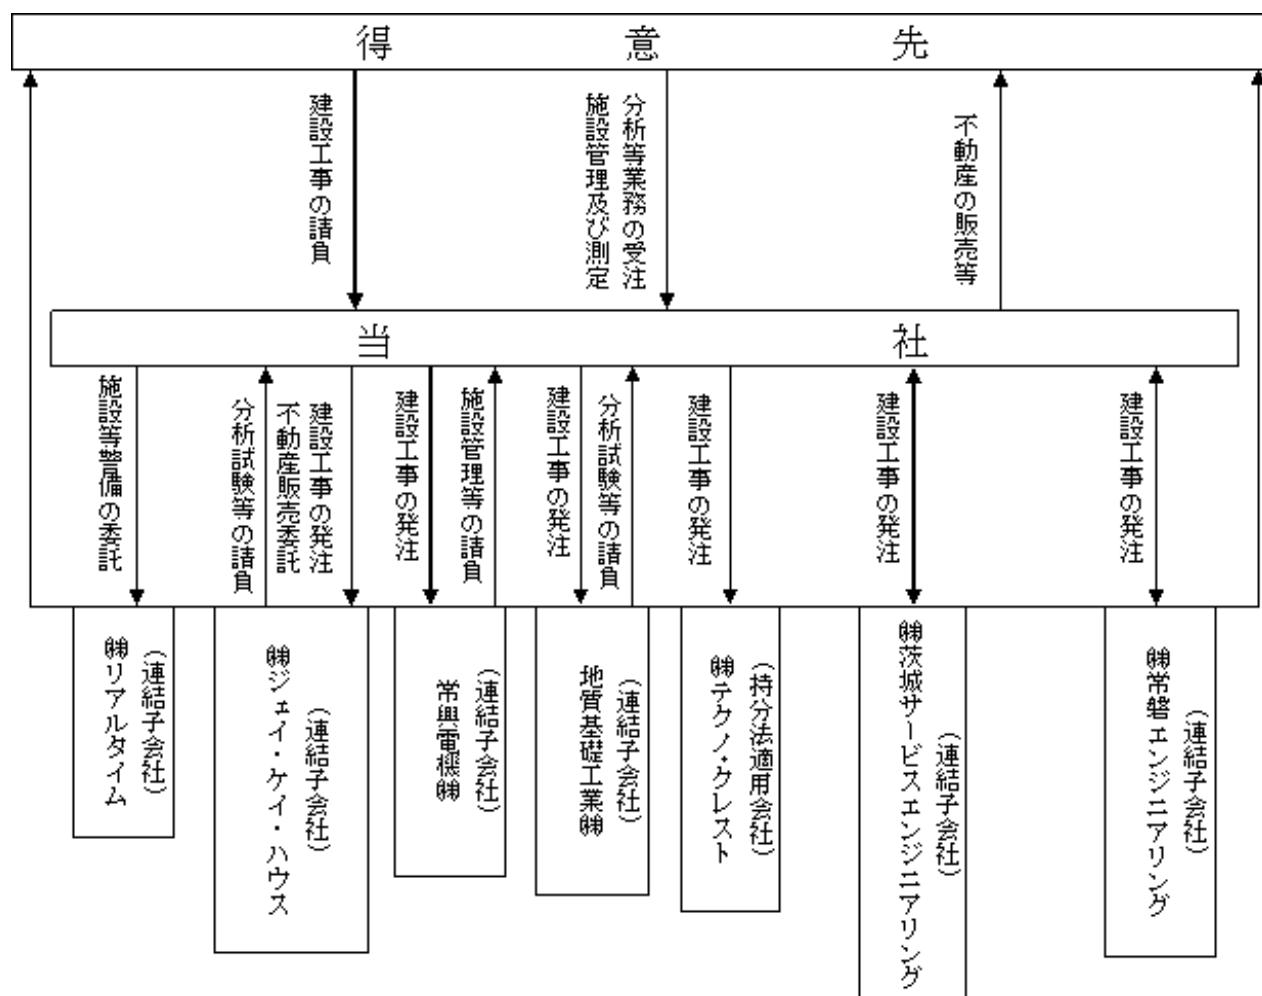 得意先
建設工事の請負
分析等業務の受注
施設管理及び測定
不動産の販売等
当社
施設等警備の委託
分析試験等の請負
建設工事の発注
不動産販売委託
建設工事の発注
施設管理等の請負
建設工事の発注
分析試験等の請負
建設工事の発注
建設工事の発注
建設工事の発注
(連結子会社)
㈱リアルタイム
(連結子会社)
㈱ジェイ・ケイ・ハウス
(連結子会社)
常興電機㈱
(連結子会社)
地質基礎工業㈱
(持分法適用会社)
㈱テクノ・クレスト
(連結子会社)
㈱茨城サービスエンジニアリング
(連結子会社)
㈱常磐エンジニアリング